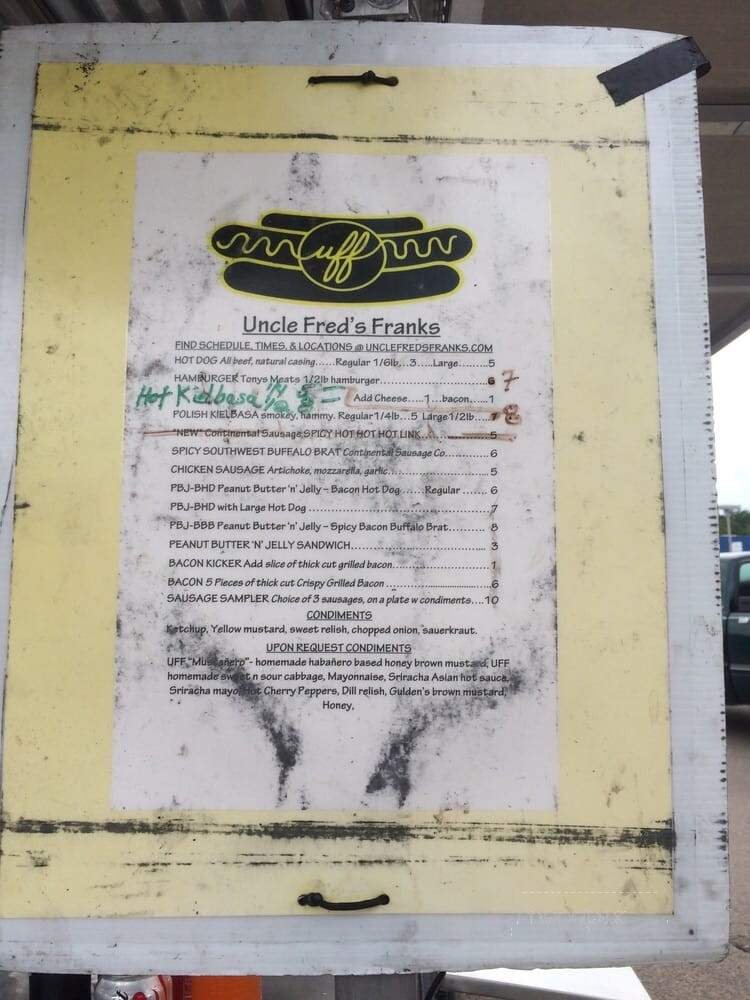 uff
Uncle Fred's Franks
FIND SCHEDULE, TIMES, & LOCATIONS @ UNCLEFREDSFRANKS.COM
HOT DOG All beef, natural casing......Regular 1/6lb...3....Large.........5
HAMBURGER Tonys Meats 1/2lb hamburger.................................6 7
Hot Kielbasa
Add Cheese....1...bacon....1
POLISH KIELBASA smokey, hammy. Regular1/4lb...5 Large1/2lb....7 8
"NEW" Continental Sausage SPICY HOT HOT HOT LINK....................5
SPICY SOUTHWEST BUFFALO BRAT Continental Sausage Co..............6
CHICKEN SAUSAGE Artichoke, mozzarella, garlic..............................5
PBJ-BHD Peanut Butter 'n' Jelly – Bacon Hot Dog......Regular ........6
PBJ-BHD with Large Hot Dog .....................................................7
PBJ-BBB Peanut Butter 'n' Jelly – Spicy Bacon Buffalo Brat.......... 8
PEANUT BUTTER 'N' JELLY SANDWICH....................................... 3
BACON KICKER Add slice of thick cut grilled bacon..............................1
BACON 5 Pieces of thick cut Crispy Grilled Bacon ...............................6
SAUSAGE SAMPLER Choice of 3 sausages, on a plate w condiments....10
CONDIMENTS
Ketchup, Yellow mustard, sweet relish, chopped onion, sauerkraut.
UPON REQUEST CONDIMENTS
UFF "Mustañero"- homemade habañero based honey brown mustard, UFF
homemade sweet n sour cabbage, Mayonnaise, Sriracha Asian hot sauce,
Sriracha mayo, Hot Cherry Peppers, Dill relish, Gulden's brown mustard,
Honey,